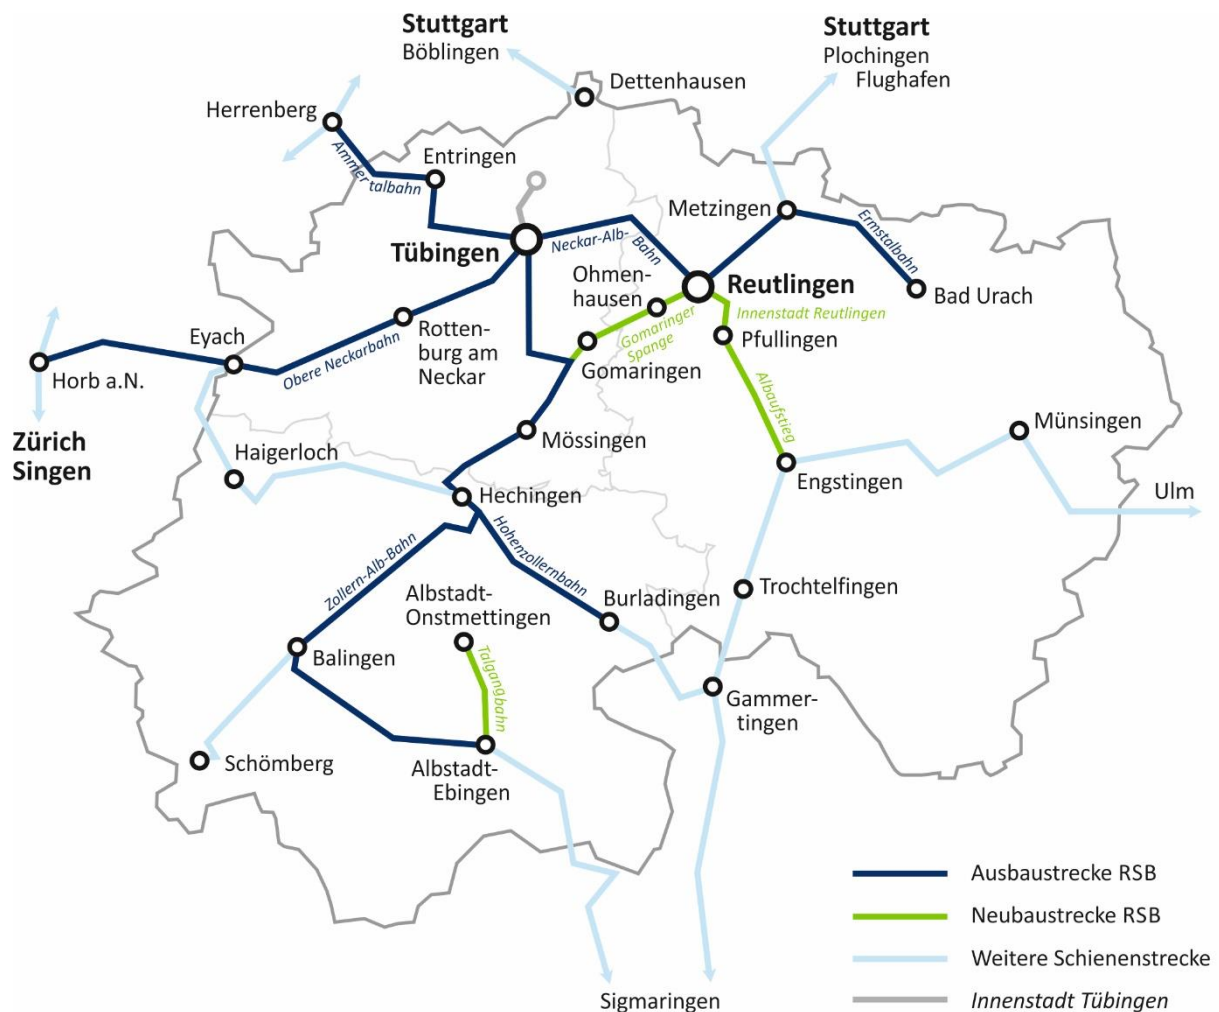 Stuttgart
Böblingen
Stuttgart
Plochingen
Flughafen
Dettenhausen
Herrenberg
Ammertalbahn
Entringen
Metzingen
Ermstalbahn
Tübingen
Neckar-Alb-
Bahn
Ohmen-
hausen
Reutlingen
Bad Urach
Innenstadt Reutlingen
Pfullingen
Gomaringer
Spange
Gomaringen
Albaufstieg
Eyach
Obere Neckarbahn
Rotten-
burg am
Neckar
Horb a.N.
Zürich
Singen
Haigerloch
Mössingen
Hechingen
Münsingen
Engstingen
Ulm
Zollern-Alb-Bahn
Hohenzollernbahn
Trochtelfingen
Burladingen
Albstadt-
Onstmettingen
Talgangbahn
Balingen
Gammer-
tingen
Schömberg
Albstadt-
Ebingen
Sigmaringen
Ausbaustrecke RSB
Neubaustrecke RSB
Weitere Schienenstrecke
Innenstadt Tübingen